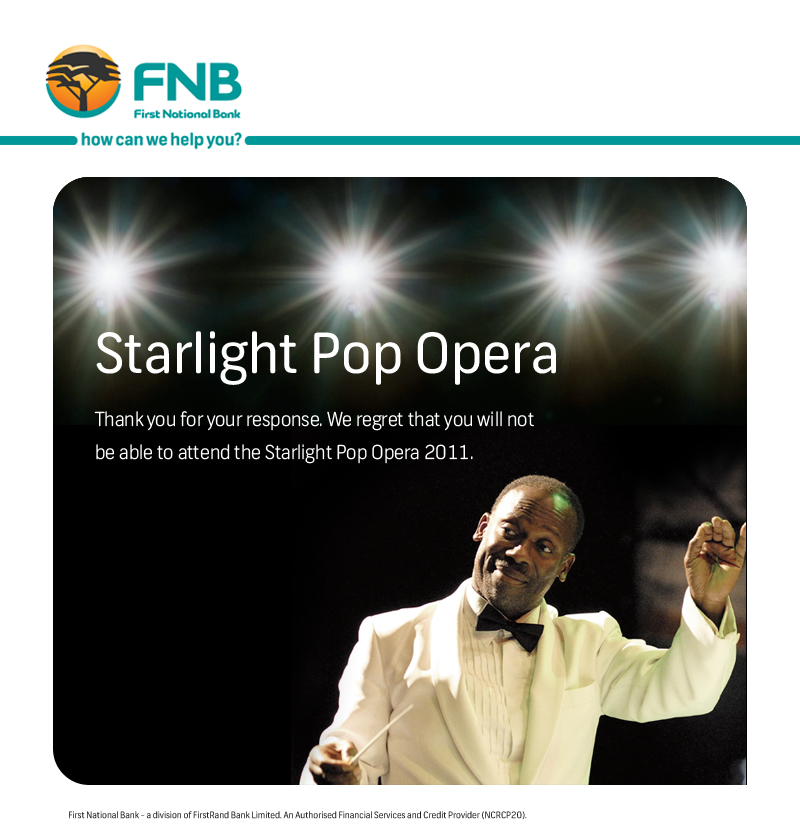 FNB
First National Bank
how can we help you?
Starlight Pop Opera
Thank you for your response. We regret that you will not
be able to attend the Starlight Pop Opera 2011.
First National Bank - a division of FirstRand Bank Limited. An Authorised Financial Services and Credit Provider (NCRCP20).